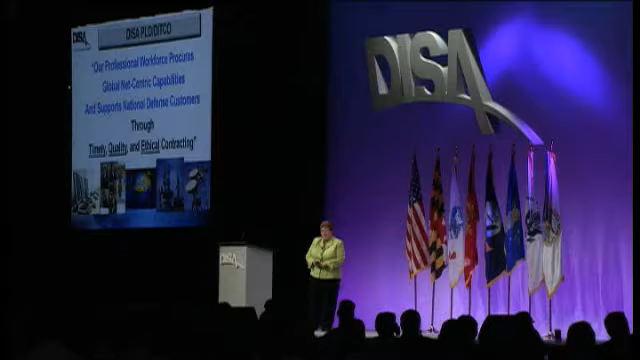 DISA
DISA PLD/DITCO
"Our Professional Workforce Procures
Global Net-Centric Capabilities
And Supports National Defense Customers
Through
Timely, Quality, and Ethical Contracting"
DISA
DISA